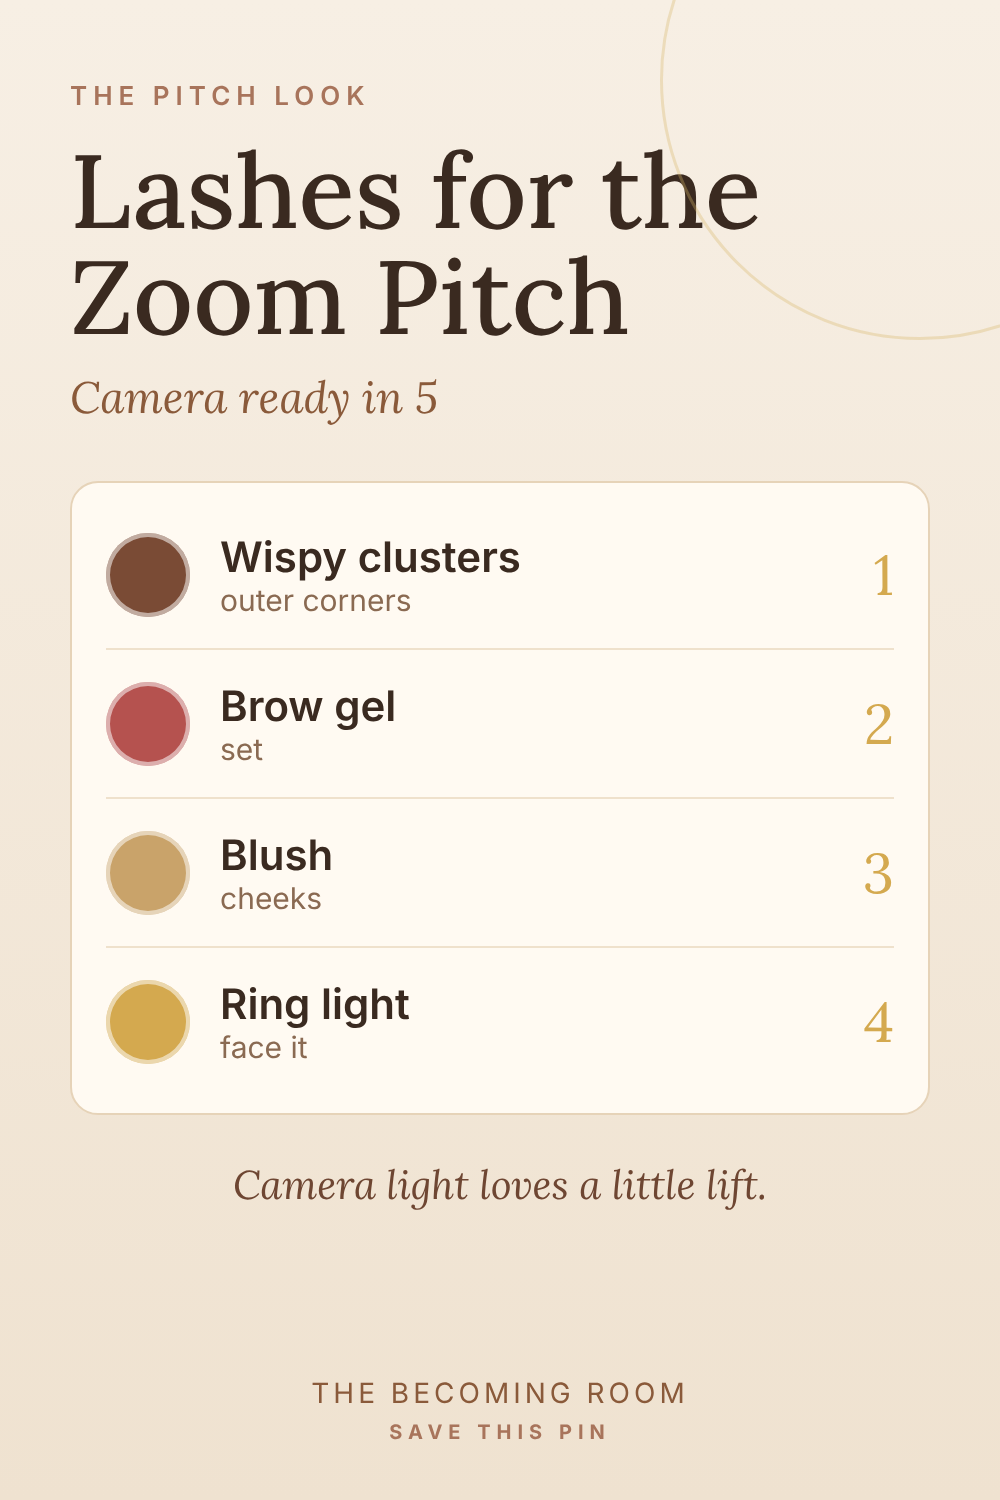 THE PITCH LOOK
Lashes for the
Zoom Pitch
Camera ready in 5
Wispy clusters
outer corners
1
Brow gel
set
2
Blush
cheeks
3
Ring light
face it
4
Camera light loves a little lift.
THE BECOMING ROOM
SAVE THIS PIN